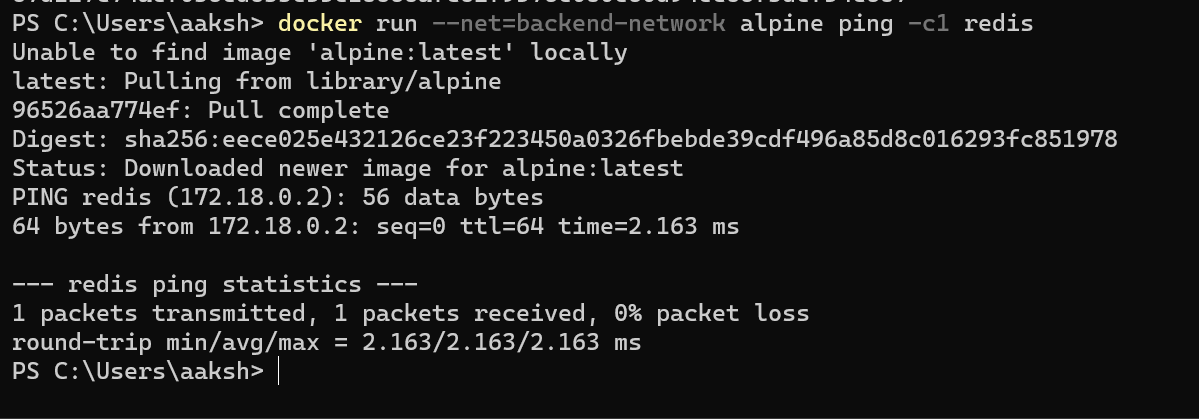 PS C:\Users\aaksh> docker run --net=backend-network alpine ping -c1 redis
Unable to find image 'alpine:latest' locally
latest: Pulling from library/alpine
96526aa774ef: Pull complete
Digest: sha256:eece025e432126ce23f223450a0326fbebde39cdf496a85d8c016293fc851978
Status: Downloaded newer image for alpine:latest
PING redis (172.18.0.2): 56 data bytes
64 bytes from 172.18.0.2: seq=0 ttl=64 time=2.163 ms
--- redis ping statistics ---
1 packets transmitted, 1 packets received, 0% packet loss
round-trip min/avg/max = 2.163/2.163/2.163 ms
PS C:\Users\aaksh>